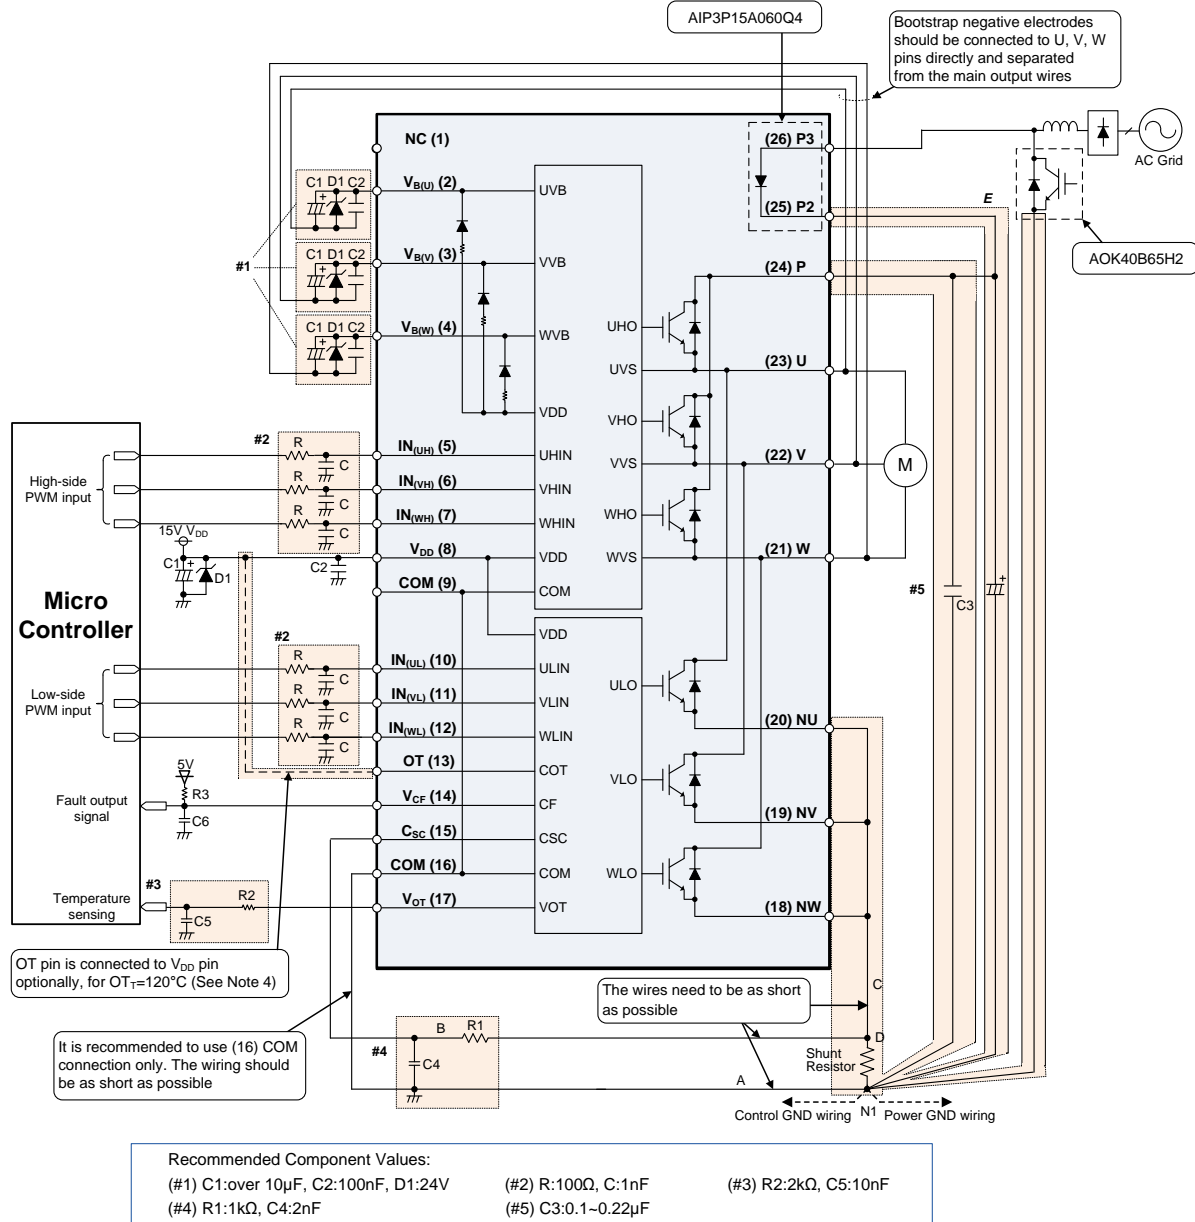 AIP3P15A060Q4
Bootstrap negative electrodes
should be connected to U, V, W
pins directly and separated
from the main output wires
NC (1)
(26) P3
AC Grid
C1 D1 C2
VB(U) (2)
UVB
(25) P2
E
AOK40B65H2
#1
C1 D1 C2
VB(V) (3)
VVB
(24) P
C1 D1 C2
VB(W) (4)
WVB
UHO
UVS
(23) U
VDD
VHO
#2
High-side
PWM input
R
C
IN(UH) (5)
UHIN
VVS
(22) V
M
R
C
IN(VH) (6)
VHIN
R
C
IN(WH) (7)
WHIN
WHO
15V VDD
C1
+
D1
C2
VDD (8)
VDD
WVS
(21) W
COM (9)
COM
#5
C3
+
Micro
Controller
VDD
#2
Low-side
PWM input
R
C
IN(UL) (10)
ULIN
ULO
R
C
IN(VL) (11)
VLIN
R
C
IN(WL) (12)
WLIN
(20) NU
OT (13)
COT
VLO
5V
R3
C6
Fault output
signal
VCF (14)
CF
(19) NV
CSC (15)
CSC
COM (16)
COM
WLO
#3
Temperature
sensing
C5
R2
VOT (17)
VOT
(18) NW
OT pin is connected to VDD pin
optionally, for OTT=120°C (See Note 4)
The wires need to be as short
as possible
C
It is recommended to use (16) COM
connection only. The wiring should
be as short as possible
#4
B
R1
C4
D
Shunt
Resistor
A
Control GND wiring
N1
Power GND wiring
Recommended Component Values:
(#1) C1:over 10µF, C2:100nF, D1:24V
(#2) R:100Ω, C:1nF
(#3) R2:2kΩ, C5:10nF
(#4) R1:1kΩ, C4:2nF
(#5) C3:0.1~0.22µF